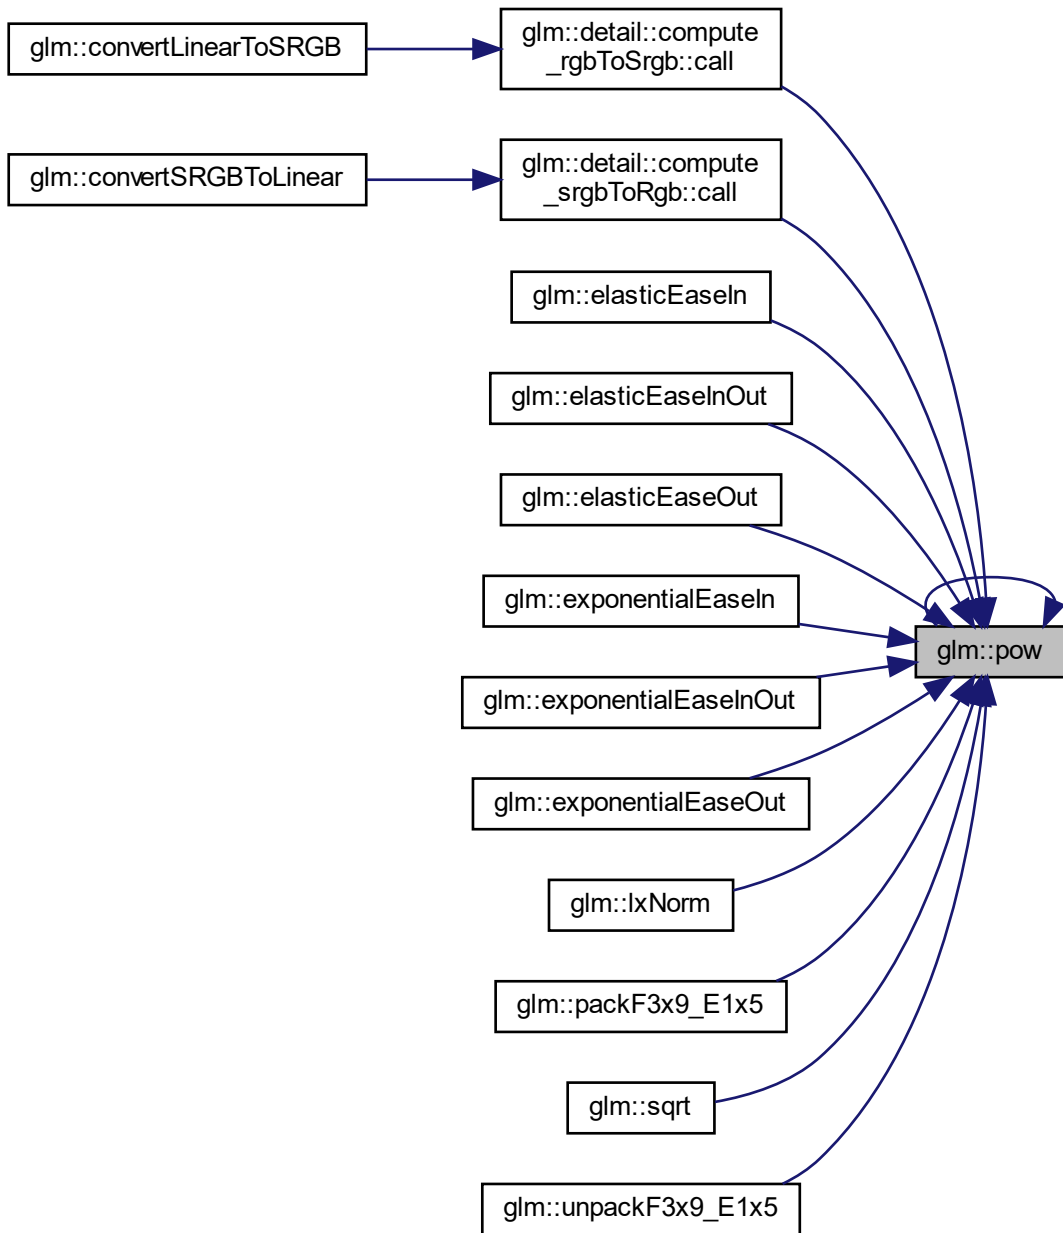 glm::convertLinearToSRGB
glm::detail::compute
_rgbToSrgb::call
glm::convertSRGBToLinear
glm::detail::compute
_srgbToRgb::call
glm::elasticEaseIn
glm::elasticEaseInOut
glm::elasticEaseOut
glm::exponentialEaseIn
glm::pow
glm::exponentialEaseInOut
glm::exponentialEaseOut
glm::lxNorm
glm::packF3x9_E1x5
glm::sqrt
glm::unpackF3x9_E1x5